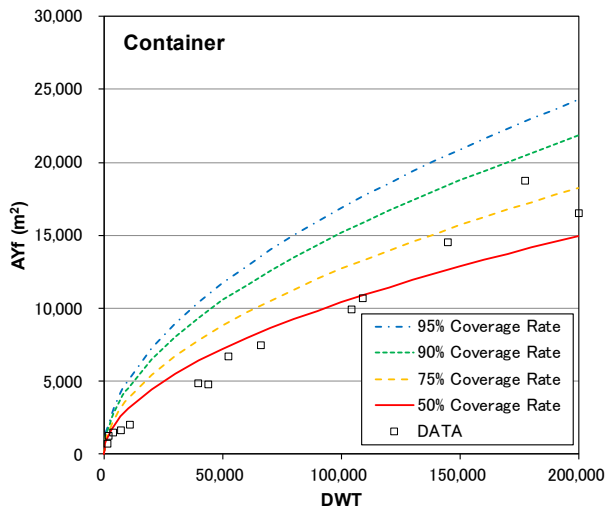 30,000
Container
25,000
20,000
15,000
10,000
5,000
0
AYf (m²)
95% Coverage Rate
90% Coverage Rate
75% Coverage Rate
50% Coverage Rate
DATA
0
50,000
100,000
150,000
200,000
DWT